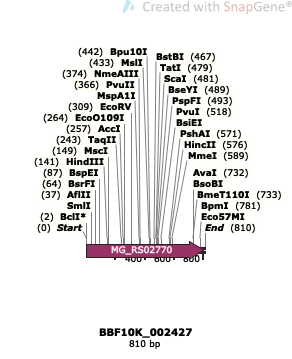 Created with SnapGene®
(442) Bpu10I
(433) MslI
(374) NmeAIII
(366) PvuII
MspA1I
(309) EcoRV
(264) EcoO109I
(257) AccI
(243) TaqII
(149) MscI
(141) HindIII
(87) BspEI
(64) BsrFI
(37) AflII
SmlI
(2) BclI*
(0) Start
BstBI (467)
TatI (479)
ScaI (481)
BseYI (489)
PspFI (493)
PvuI (518)
BsiEI
PshAI (571)
HincII (576)
MmeI (589)
AvaI (732)
BsoBI
BmeT110I (733)
BpmI (781)
Eco57MI
End (810)
MG_RS02770
400 600 800
BBF10K_002427
810 bp